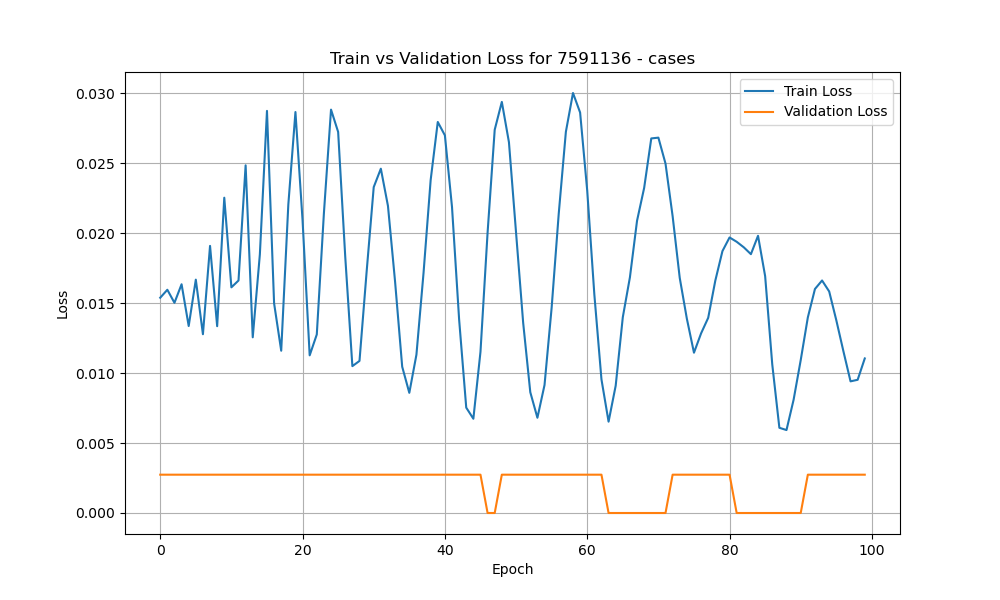 Train vs Validation Loss for 7591136 - cases
Train Loss
Validation Loss
0.030
0.025
0.020
0.015
0.010
0.005
0.000
Loss
0 20 40 60 80 100
Epoch